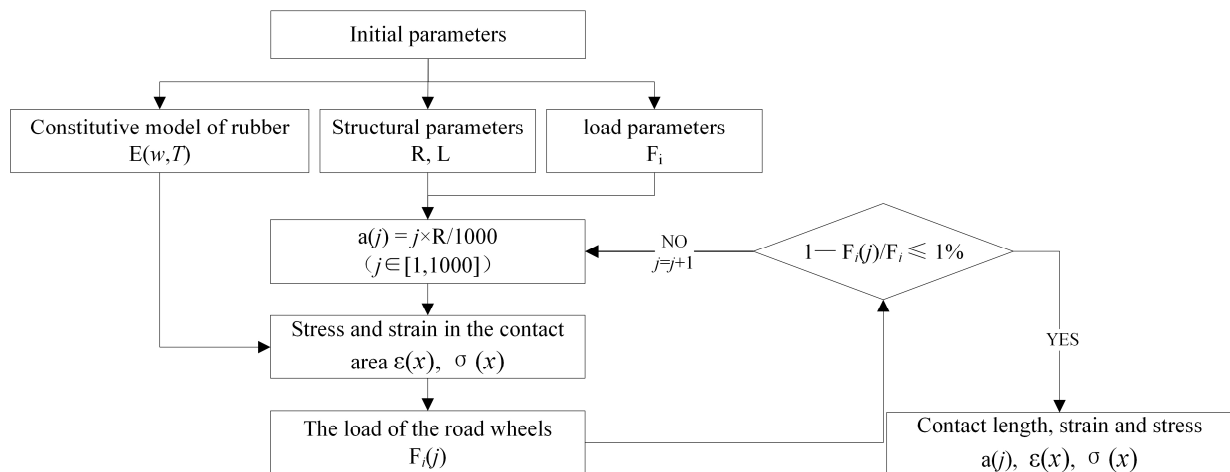 Initial parameters
Constitutive model of rubber
E(w,T)
Structural parameters
R, L
load parameters
Fᵢ
a(j) = j×R/1000
（j∈[1,1000]）
NO
j=j+1
1— Fᵢ(j)/Fᵢ ≤ 1%
Stress and strain in the contact
area ε(x), σ (x)
YES
The load of the road wheels
Fᵢ(j)
Contact length, strain and stress
a(j), ε(x), σ (x)